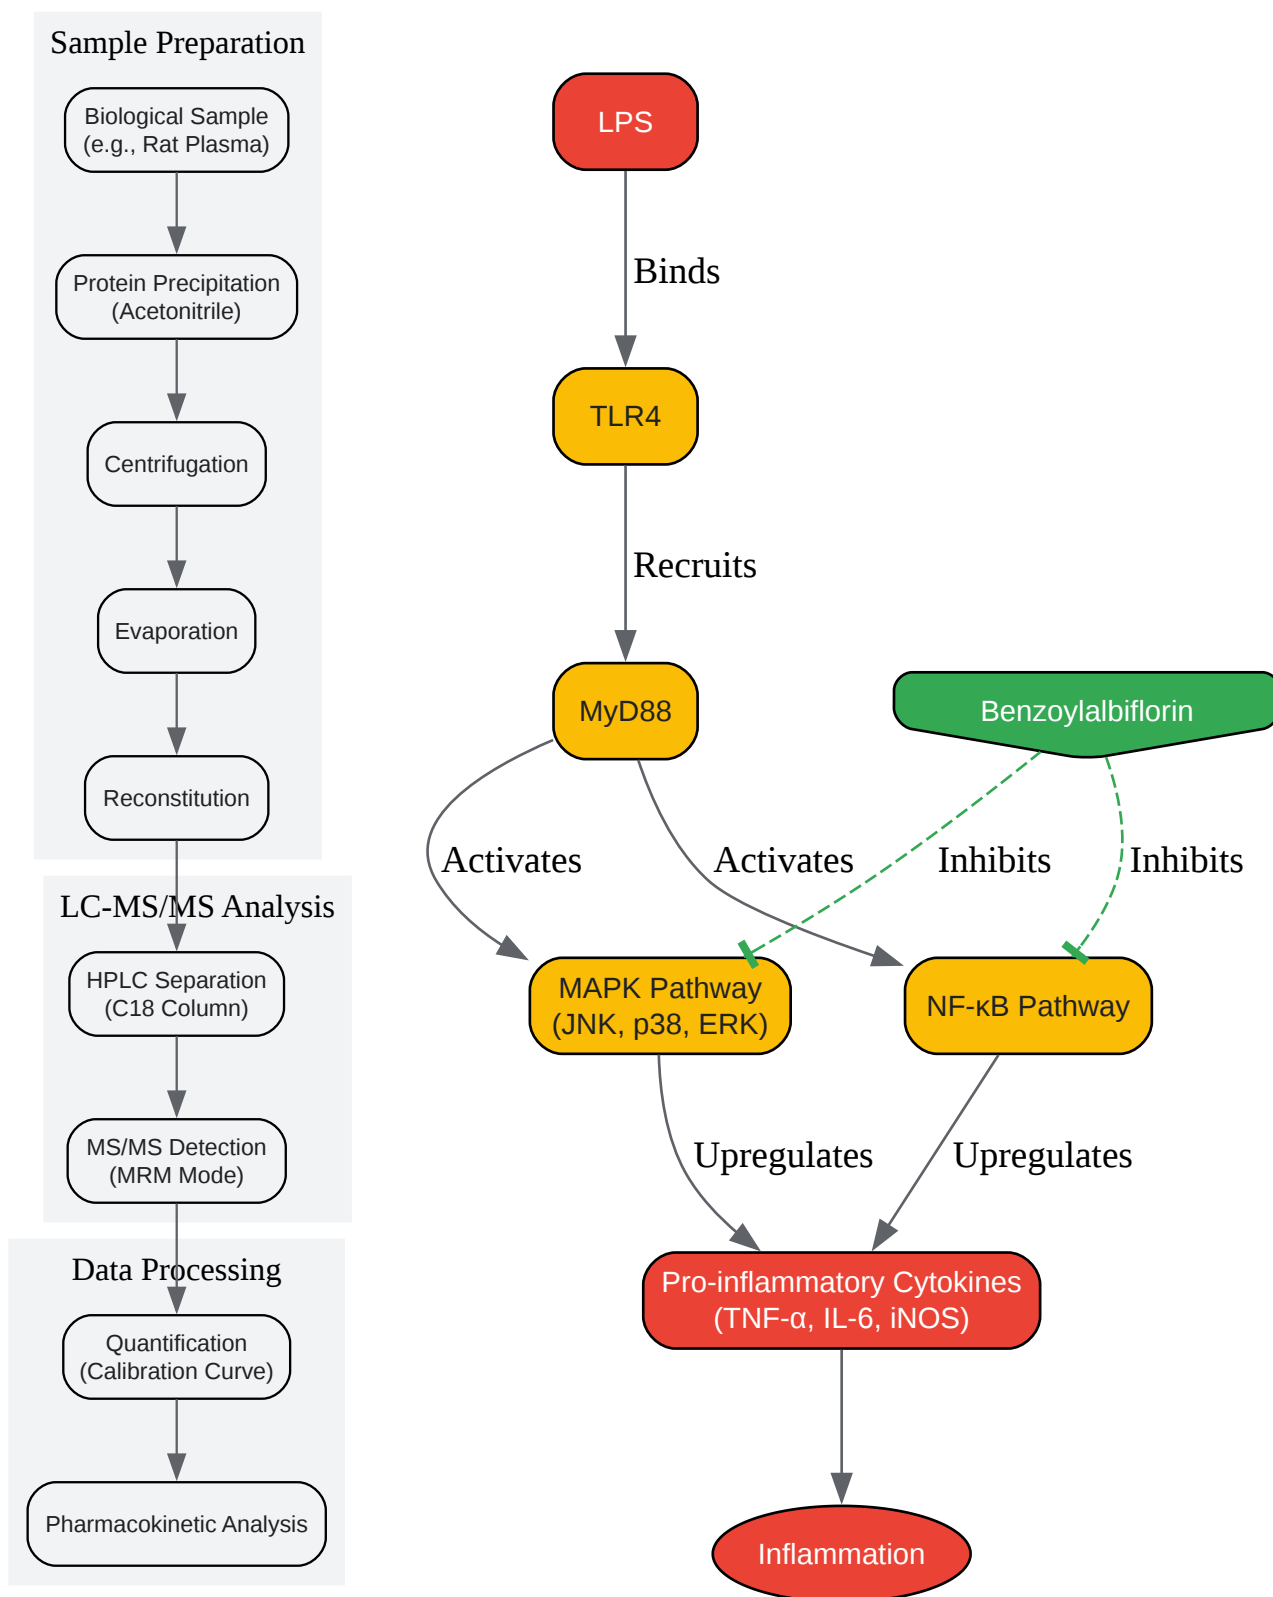 Sample Preparation
Biological Sample
(e.g., Rat Plasma)
Protein Precipitation
(Acetonitrile)
Centrifugation
Evaporation
Reconstitution
LC-MS/MS Analysis
HPLC Separation
(C18 Column)
MS/MS Detection
(MRM Mode)
Data Processing
Quantification
(Calibration Curve)
Pharmacokinetic Analysis
LPS
Binds
TLR4
Recruits
MyD88
Benzoylalbiflorin
Activates
Activates
Inhibits
Inhibits
MAPK Pathway
(JNK, p38, ERK)
NF-κB Pathway
Upregulates
Upregulates
Pro-inflammatory Cytokines
(TNF-α, IL-6, iNOS)
Inflammation